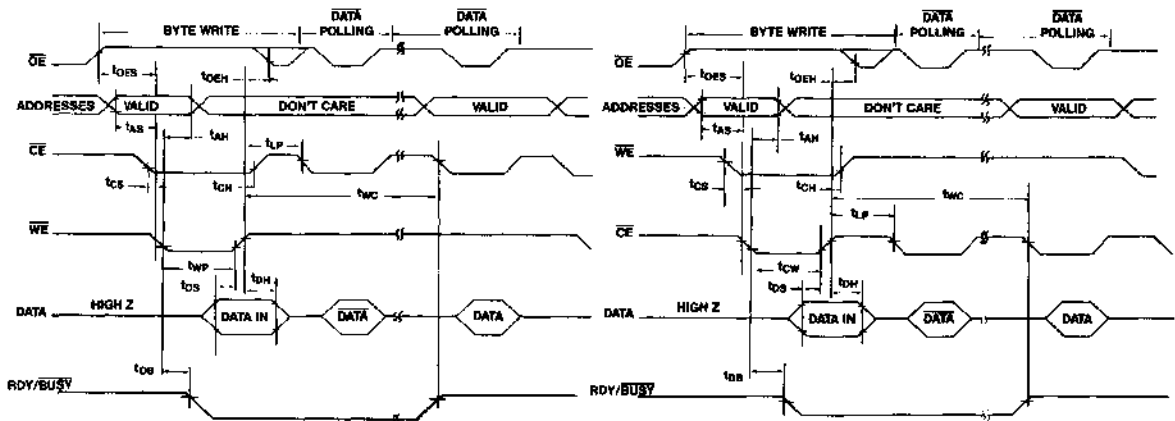 DATA
BYTE WRITE
POLLING
DATA
POLLING
OE
tOES
tOEH
ADDRESSES
VALID
DON'T CARE
VALID
tAS
tAH
CE
tLP
tCS
tCH
tWC
WE
tWP
tDS
tDH
DATA
HIGH Z
DATA IN
DATA
DATA
tDB
RDY/BUSY
DATA
BYTE WRITE
POLLING
DATA
POLLING
OE
tOES
tOEH
ADDRESSES
VALID
DON'T CARE
VALID
tAS
tAH
WE
tCS
tCH
tWC
tLP
CE
tCW
tDS
tDH
DATA
HIGH Z
DATA IN
DATA
DATA
tDB
RDY/BUSY